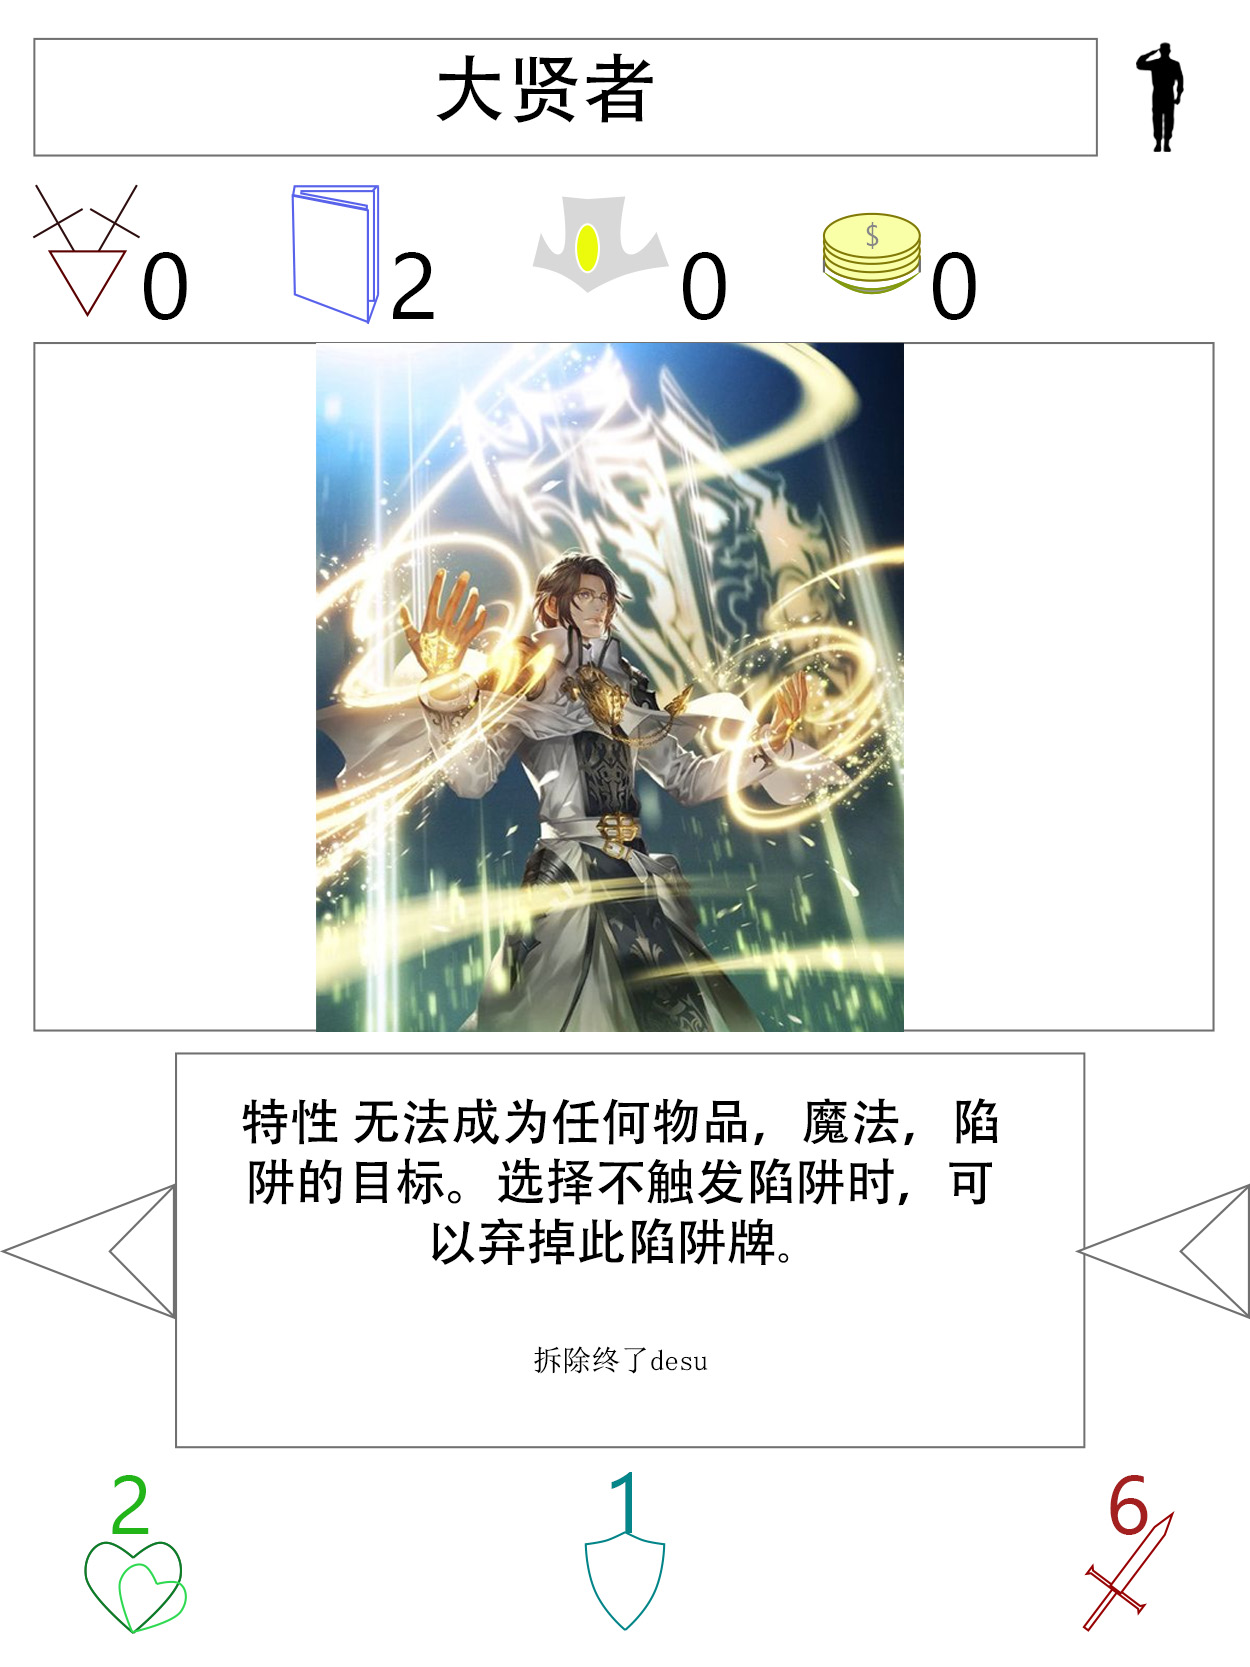 大贤者
0
2
$
0
0
特性 无法成为任何物品，魔法，陷
阱的目标。选择不触发陷阱时，可
以弃掉此陷阱牌。
拆除终了desu
2
1
6